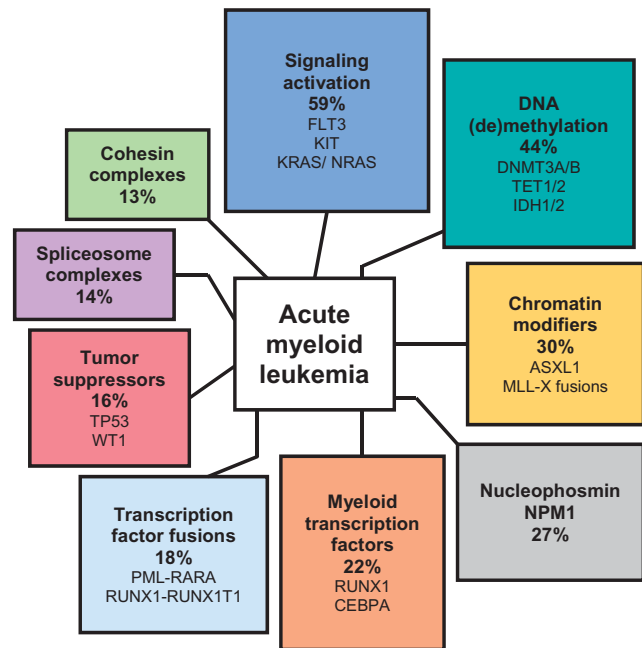 Signaling
activation
59%
FLT3
KIT
KRAS/ NRAS
DNA
(de)methylation
44%
DNMT3A/B
TET1/2
IDH1/2
Cohesin
complexes
13%
Spliceosome
complexes
14%
Acute
myeloid
leukemia
Chromatin
modifiers
30%
ASXL1
MLL-X fusions
Tumor
suppressors
16%
TP53
WT1
Nucleophosmin
NPM1
27%
Transcription
factor fusions
18%
PML-RARA
RUNX1-RUNX1T1
Myeloid
transcription
factors
22%
RUNX1
CEBPA